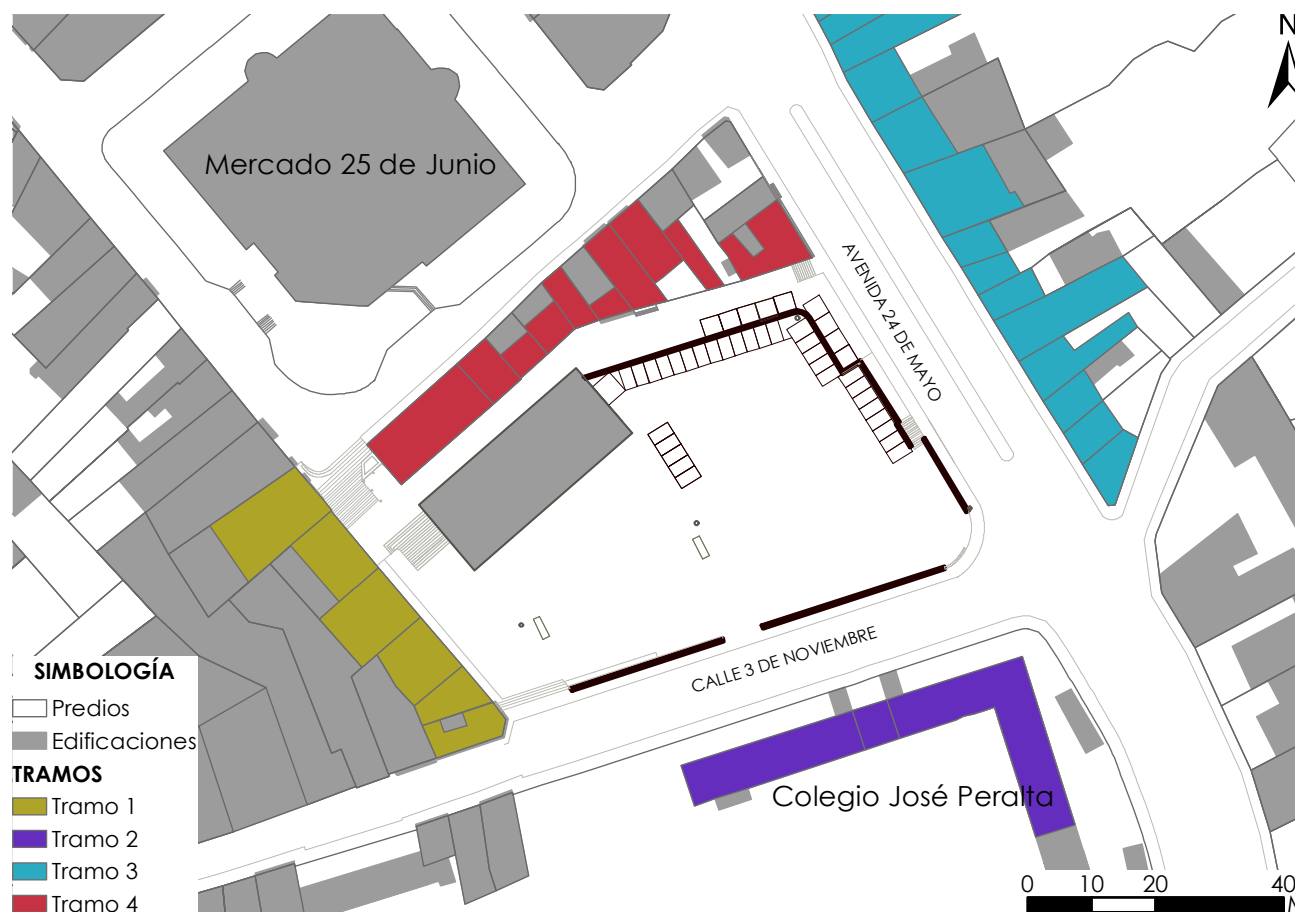 N
Mercado 25 de Junio
AVENIDA 24 DE MAYO
CALLE 3 DE NOVIEMBRE
Colegio José Peralta
SIMBOLOGÍA
Predios
Edificaciones
TRAMOS
Tramo 1
Tramo 2
Tramo 3
Tramo 4
0 10 20 40
M